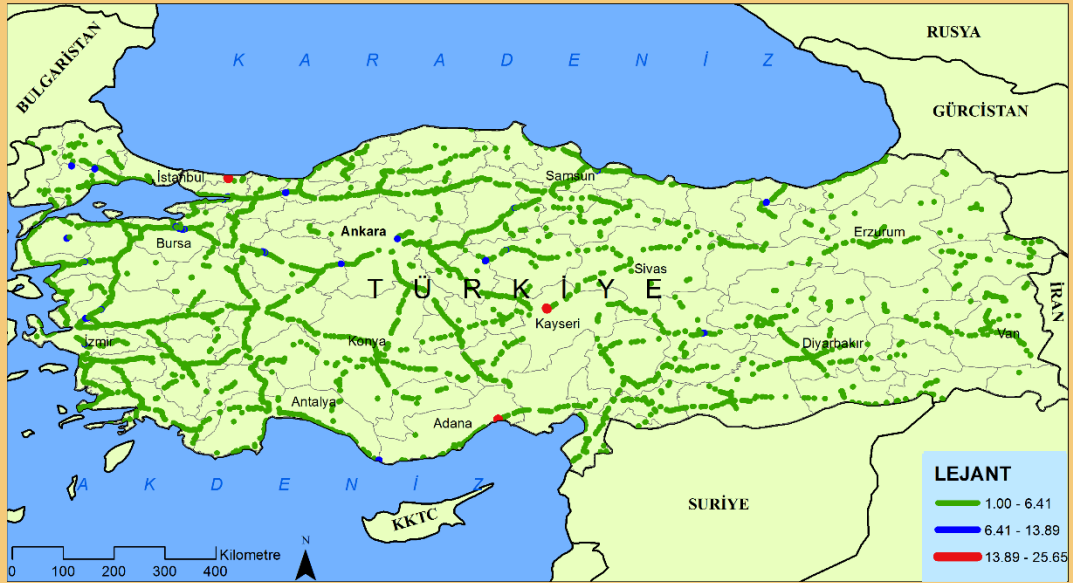 RUSYA
BULGARİSTAN
K A R A D E N İ Z
GÜRCİSTAN
İstanbul
Samsun
Bursa
Ankara
Erzurum
Sivas
T Ü R K İ Y E
İRAN
Kayseri
İzmir
Konya
Diyarbakır
Van
Antalya
Adana
A K D E N İ Z
KKTC
SURİYE
LEJANT
1.00 - 6.41
6.41 - 13.89
13.89 - 25.65
N
Kilometre
0 100 200 300 400